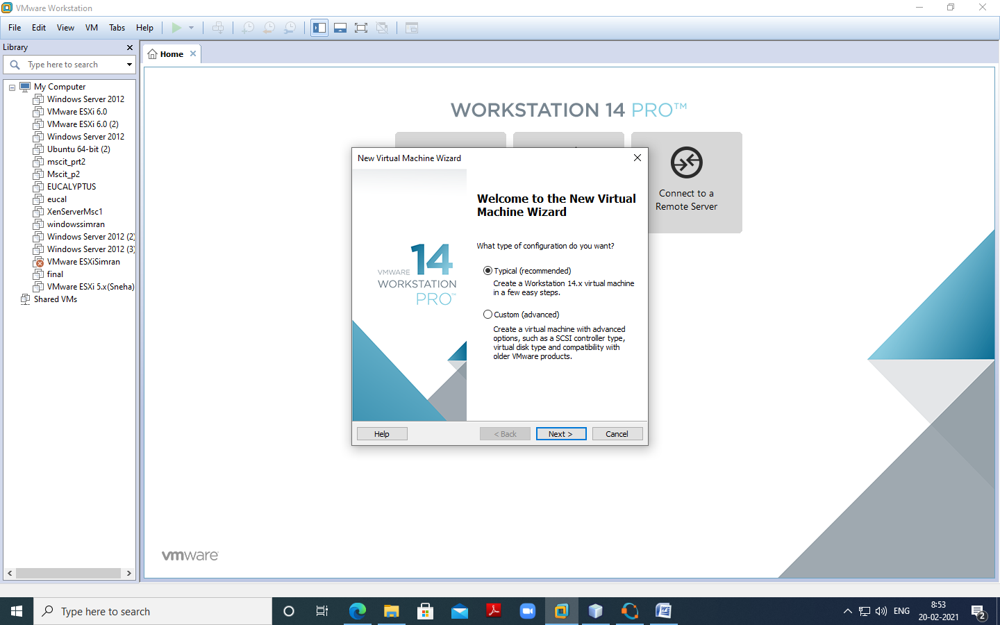 VMware Workstation
File Edit View VM Tabs Help
Library
Type here to search
My Computer
Windows Server 2012
VMware ESXi 6.0
VMware ESXi 6.0 (2)
Windows Server 2012
Ubuntu 64-bit (2)
mscit_prt2
Mscit_p2
EUCALYPTUS
eucal
XenServerMsc1
windowssimran
Windows Server 2012 (2)
Windows Server 2012 (3)
VMware ESXiSimran
final
VMware ESXi 5.x(Sneha)
Shared VMs
Home
WORKSTATION 14 PRO™
Connect to a
Remote Server
New Virtual Machine Wizard
VMWARE 14
WORKSTATION
PRO™
Welcome to the New Virtual
Machine Wizard
What type of configuration do you want?
Typical (recommended)
Create a Workstation 14.x virtual machine
in a few easy steps.
Custom (advanced)
Create a virtual machine with advanced
options, such as a SCSI controller type,
virtual disk type and compatibility with
older VMware products.
Help < Back Next > Cancel
vmware
Type here to search
ENG
8:53
20-02-2021
2